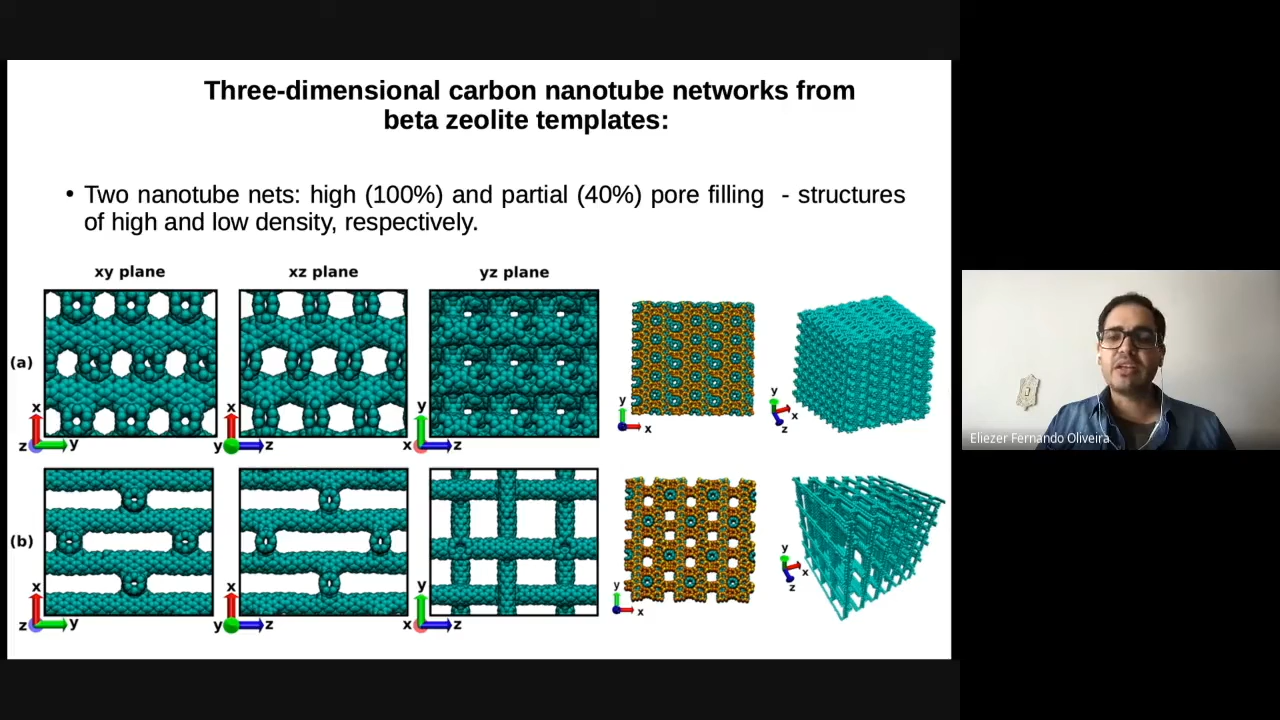 Three-dimensional carbon nanotube networks from
beta zeolite templates:
• Two nanotube nets: high (100%) and partial (40%) pore filling - structures
of high and low density, respectively.
xy plane
xz plane
yz plane
(a)
x
z
y
x
y
z
y
x
z
y
x
y
x
z
(b)
x
z
y
x
y
z
y
x
z
y
x
y
x
z
Eliezer Fernando Oliveira